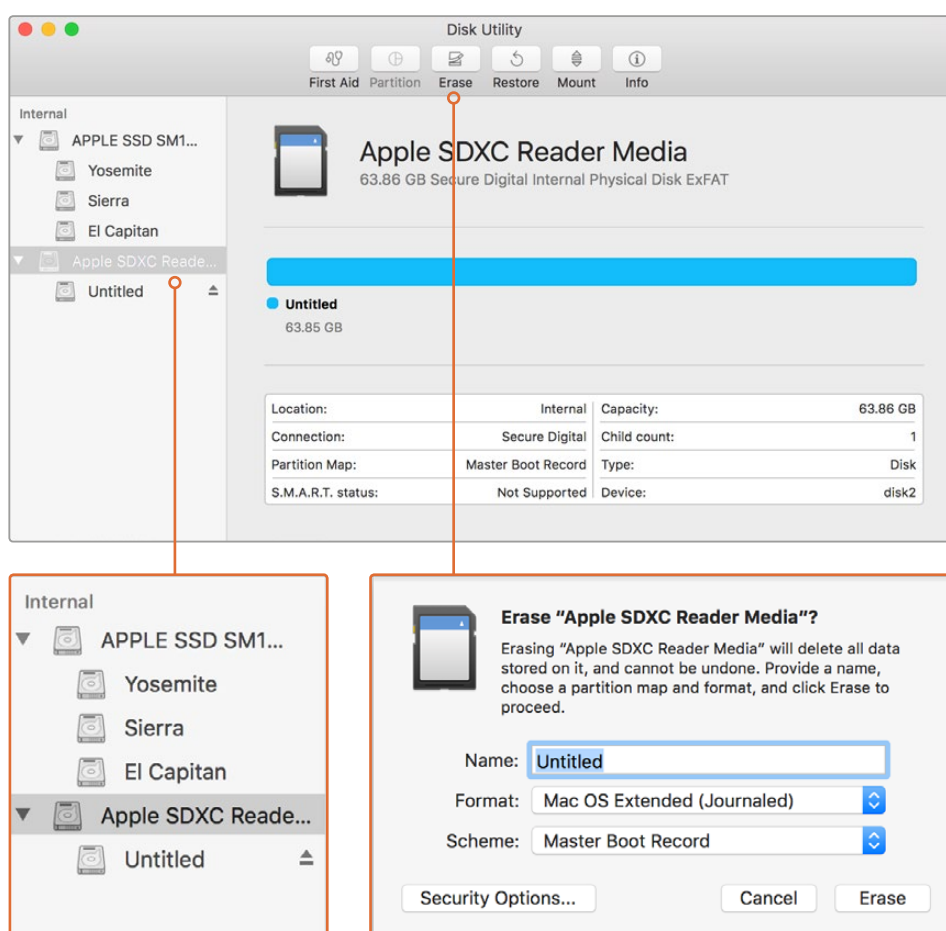 Disk Utility
First Aid Partition Erase Restore Mount Info
Internal
APPLE SSD SM1...
Yosemite
Sierra
El Capitan
Apple SDXC Reade...
Untitled
Apple SDXC Reader Media
63.86 GB Secure Digital Internal Physical Disk ExFAT
Untitled
63.85 GB
Location: Internal Capacity: 63.86 GB
Connection: Secure Digital Child count: 1
Partition Map: Master Boot Record Type: Disk
S.M.A.R.T. status: Not Supported Device: disk2
Internal
APPLE SSD SM1...
Yosemite
Sierra
El Capitan
Apple SDXC Reade...
Untitled
Erase “Apple SDXC Reader Media”?
Erasing “Apple SDXC Reader Media” will delete all data
stored on it, and cannot be undone. Provide a name,
choose a partition map and format, and click Erase to
proceed.
Name: Untitled
Format: Mac OS Extended (Journaled)
Scheme: Master Boot Record
Security Options... Cancel Erase